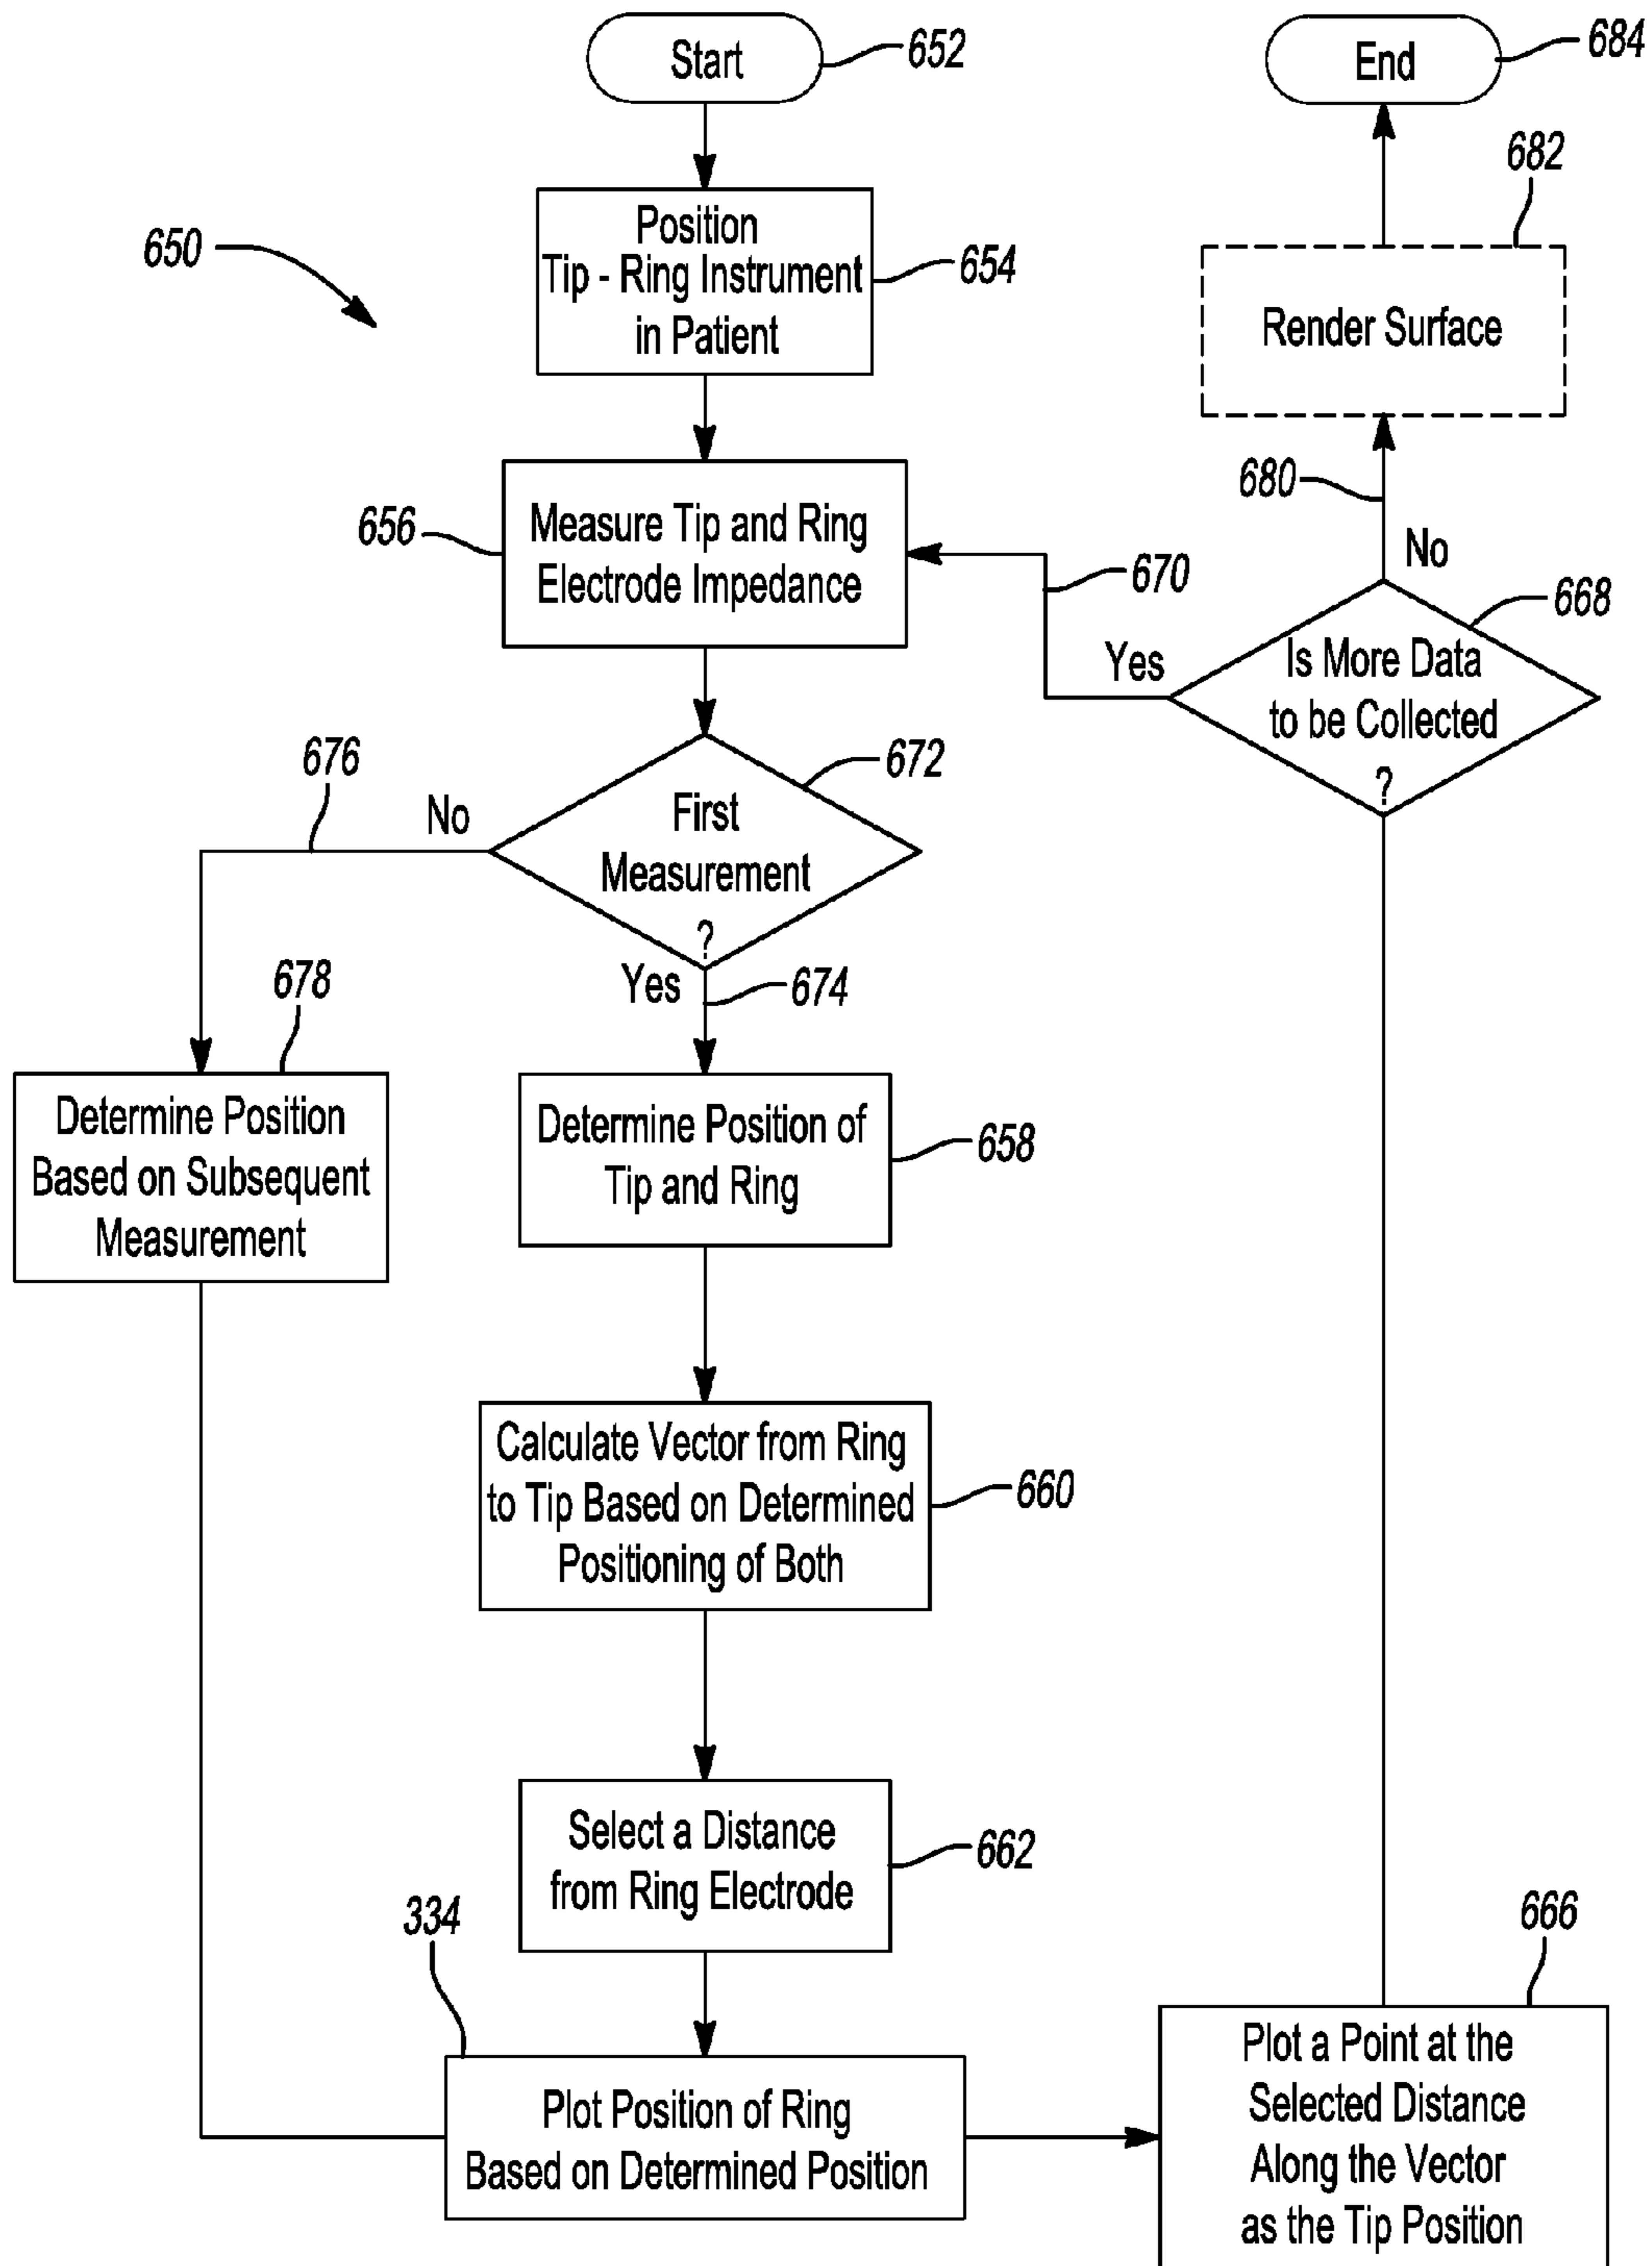 Start
652
Position
Tip - Ring Instrument
in Patient
654
650
656
Measure Tip and Ring
Electrode Impedance
First
Measurement
?
672
No
676
Yes
674
678
Determine Position
Based on Subsequent
Measurement
Determine Position of
Tip and Ring
658
Calculate Vector from Ring
to Tip Based on Determined
Positioning of Both
660
Select a Distance
from Ring Electrode
662
334
Plot Position of Ring
Based on Determined Position
666
Plot a Point at the
Selected Distance
Along the Vector
as the Tip Position
Is More Data
to be Collected
?
668
Yes
670
No
680
682
Render Surface
End
684